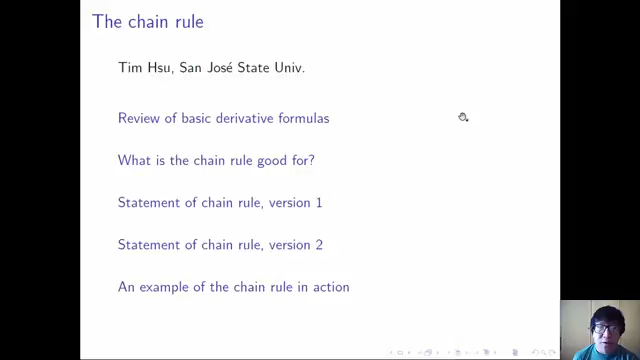 The chain rule
Tim Hsu, San José State Univ.
Review of basic derivative formulas
What is the chain rule good for?
Statement of chain rule, version 1
Statement of chain rule, version 2
An example of the chain rule in action